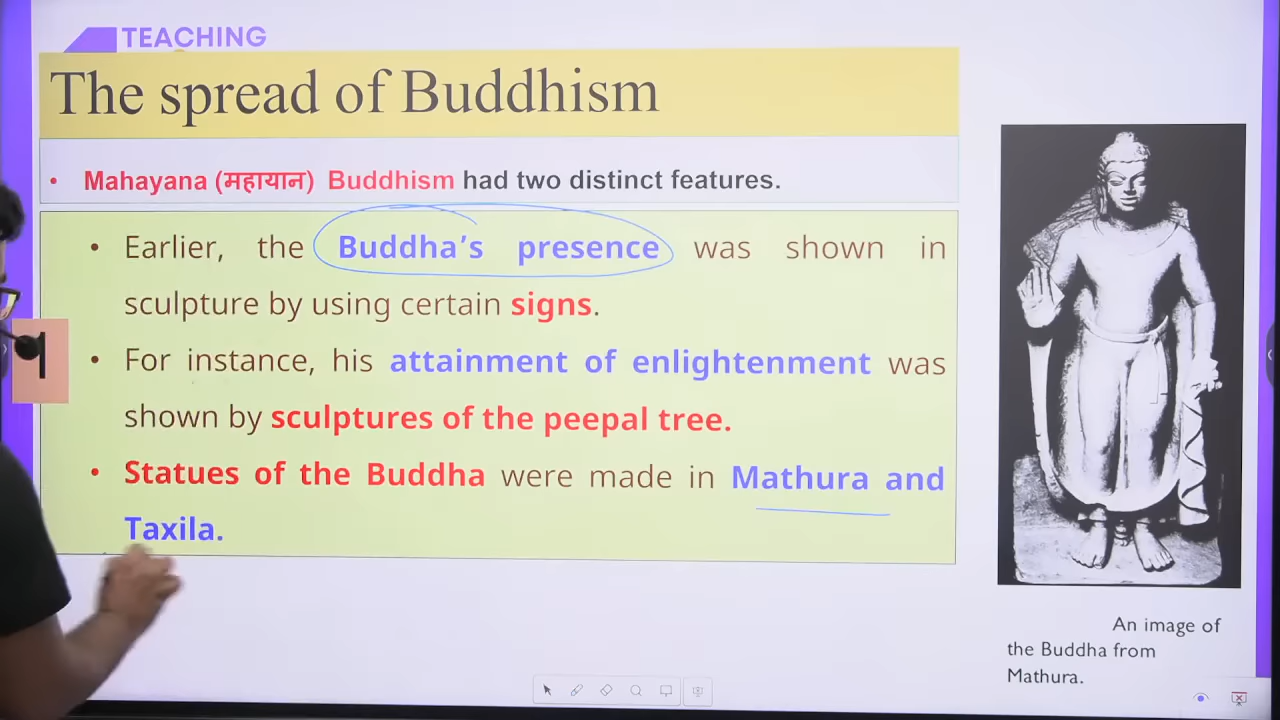 TEACHING
The spread of Buddhism
• Mahayana (महायान) Buddhism had two distinct features.
• Earlier, the Buddha's presence was shown in
sculpture by using certain signs.
• For instance, his attainment of enlightenment was
shown by sculptures of the peepal tree.
• Statues of the Buddha were made in Mathura and
Taxila.
An image of
the Buddha from
Mathura.